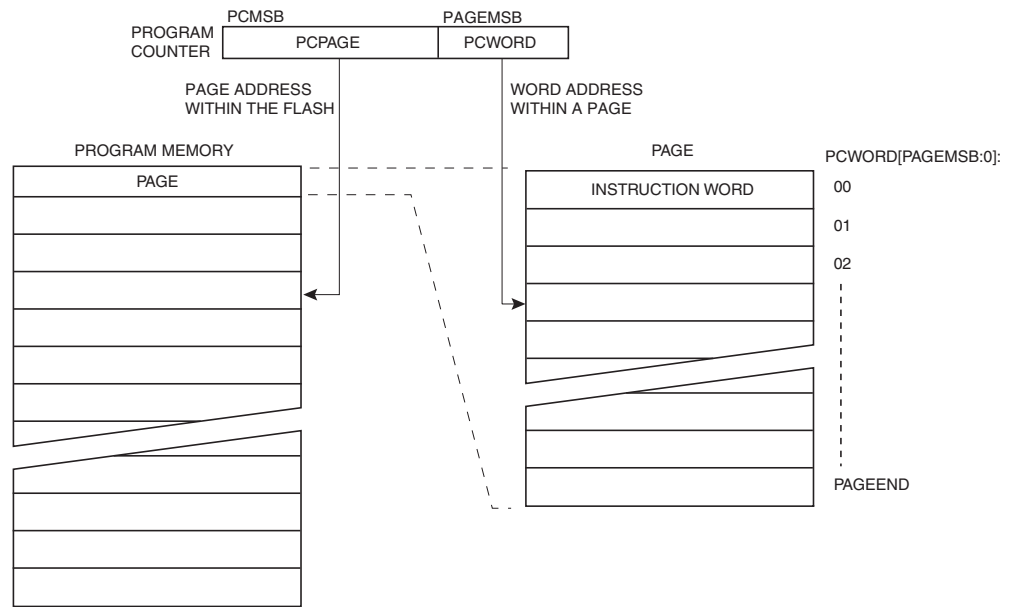 PCMSB
PAGEMSB
PROGRAM
COUNTER
PCPAGE
PCWORD
PAGE ADDRESS
WITHIN THE FLASH
WORD ADDRESS
WITHIN A PAGE
PROGRAM MEMORY
PAGE
PAGE
INSTRUCTION WORD
PCWORD[PAGEMSB:0]:
00
01
02
PAGEEND